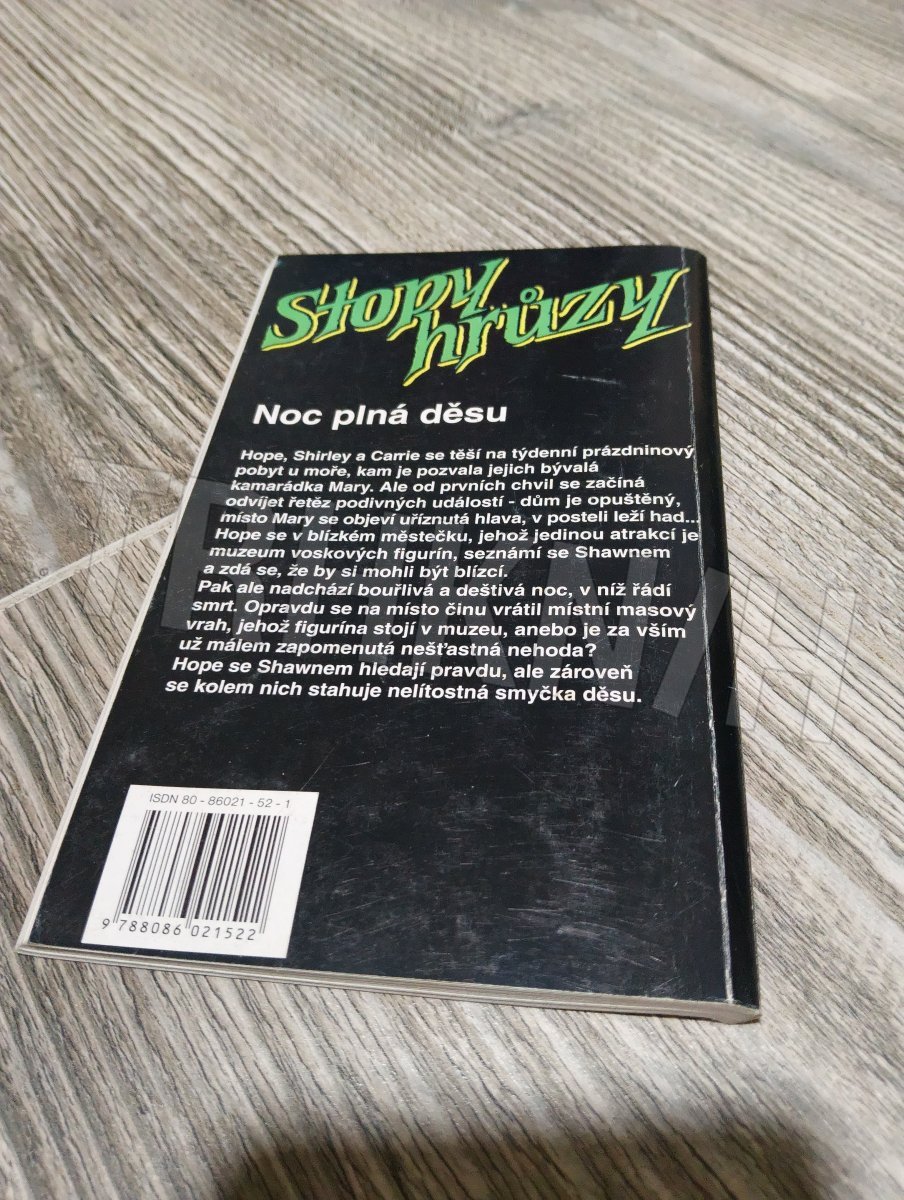 Stopy
hrůzy
Noc plná děsu
Hope, Shirley a Carrie se těší na týdenní prázdninový
pobyt u moře, kam je pozvala jejich bývalá
kamarádka Mary. Ale od prvních chvil se začíná
odvíjet řetěz podivných událostí - dům je opuštěný,
místo Mary se objeví uříznutá hlava, v posteli leží had...
Hope se v blízkém městečku, jehož jedinou atrakcí je
muzeum voskových figurín, seznámí se Shawnem
a zdá se, že by si mohli být blízcí.
Pak ale nadchází bouřlivá a deštivá noc, v níž řádí
smrt. Opravdu se na místo činu vrátil místní masový
vrah, jehož figurína stojí v muzeu, anebo je za vším
už málem zapomenutá nešťastná nehoda?
Hope se Shawnem hledají pravdu, ale zároveň
se kolem nich stahuje nelítostná smyčka děsu.
ISDN 80 - 86021 - 52 - 1
9 788086 021522